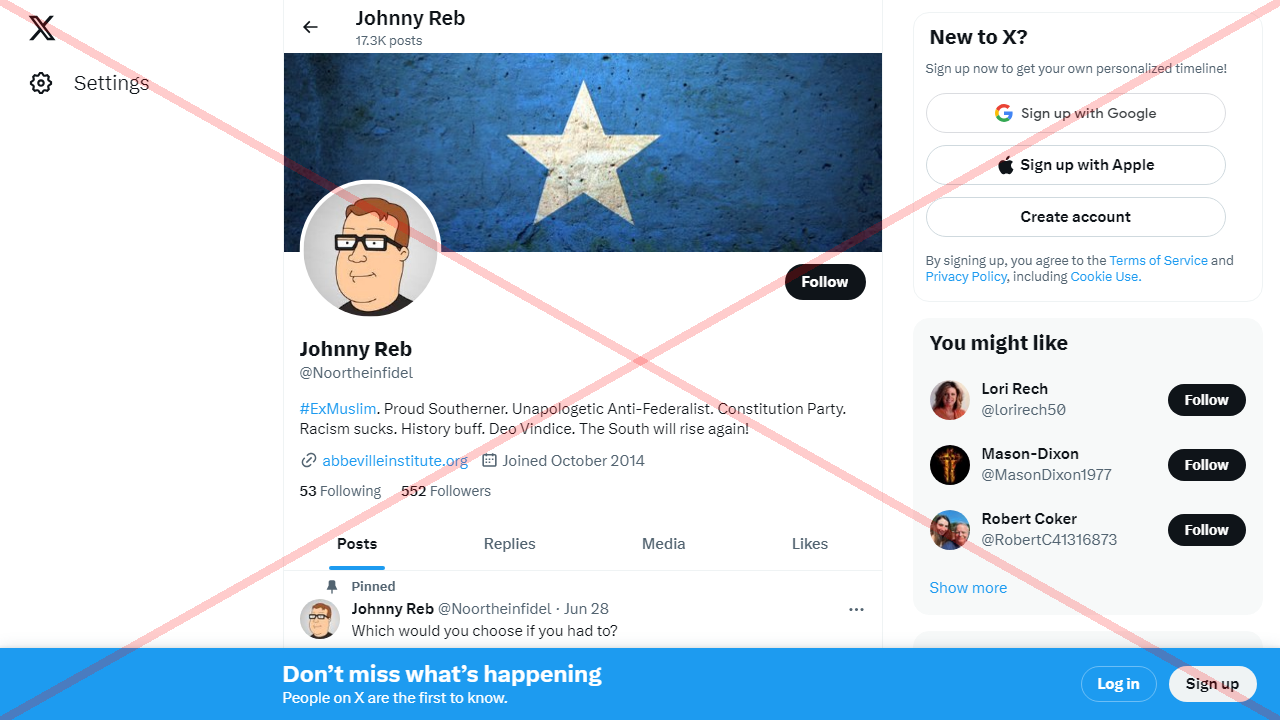 Settings
Johnny Reb
17.3K posts
Follow
Johnny Reb
@Noortheinfidel
#ExMuslim. Proud Southerner. Unapologetic Anti-Federalist. Constitution Party.
Racism sucks. History buff. Deo Vindice. The South will rise again!
abbevilleinstitute.org Joined October 2014
53 Following 552 Followers
Posts Replies Media Likes
Pinned
Johnny Reb @Noortheinfidel · Jun 28
Which would you choose if you had to?
New to X?
Sign up now to get your own personalized timeline!
Sign up with Google
Sign up with Apple
Create account
By signing up, you agree to the Terms of Service and
Privacy Policy, including Cookie Use.
You might like
Lori Rech
@lorirech50
Follow
Mason-Dixon
@MasonDixon1977
Follow
Robert Coker
@RobertC41316873
Follow
Show more
Don’t miss what’s happening
People on X are the first to know.
Log in
Sign up